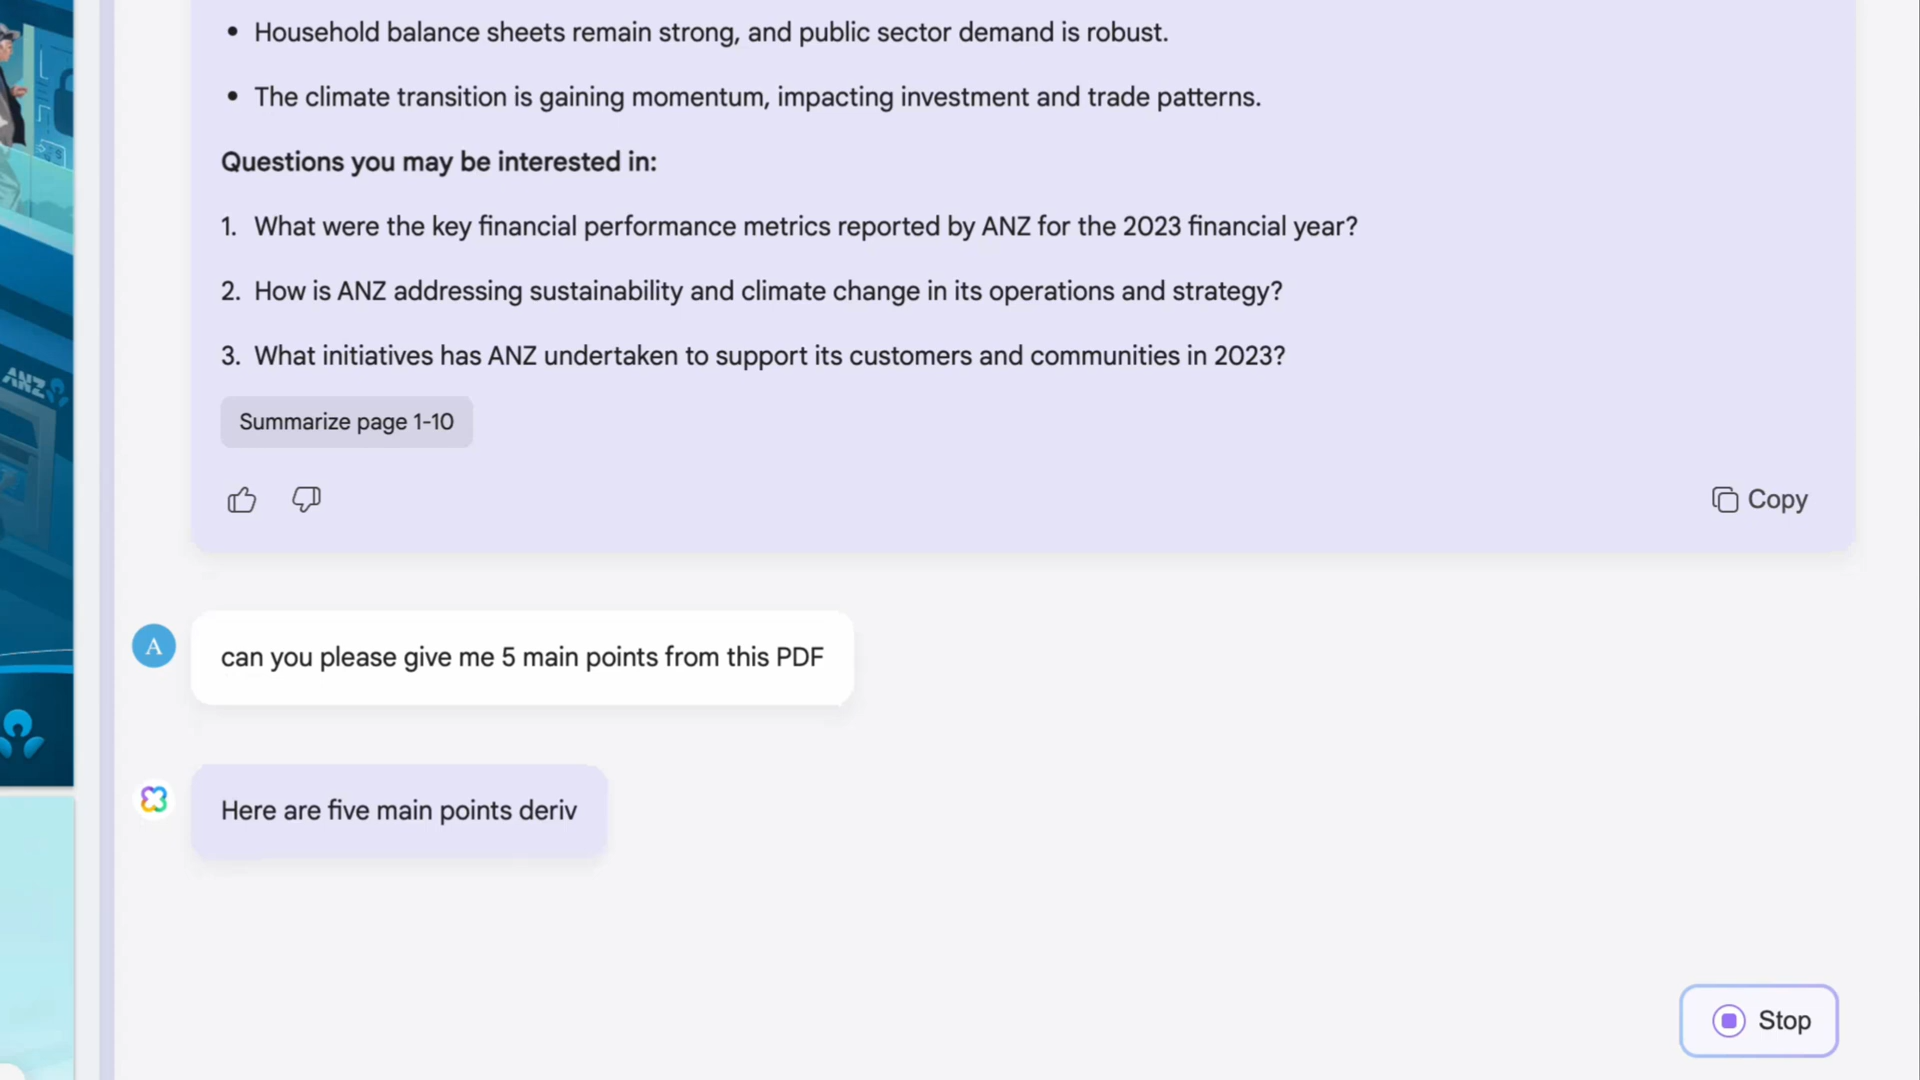 • Household balance sheets remain strong, and public sector demand is robust.
• The climate transition is gaining momentum, impacting investment and trade patterns.
Questions you may be interested in:
1. What were the key financial performance metrics reported by ANZ for the 2023 financial year?
2. How is ANZ addressing sustainability and climate change in its operations and strategy?
3. What initiatives has ANZ undertaken to support its customers and communities in 2023?
Summarize page 1-10
Copy
ANZ
A
can you please give me 5 main points from this PDF
Here are five main points deriv
Stop